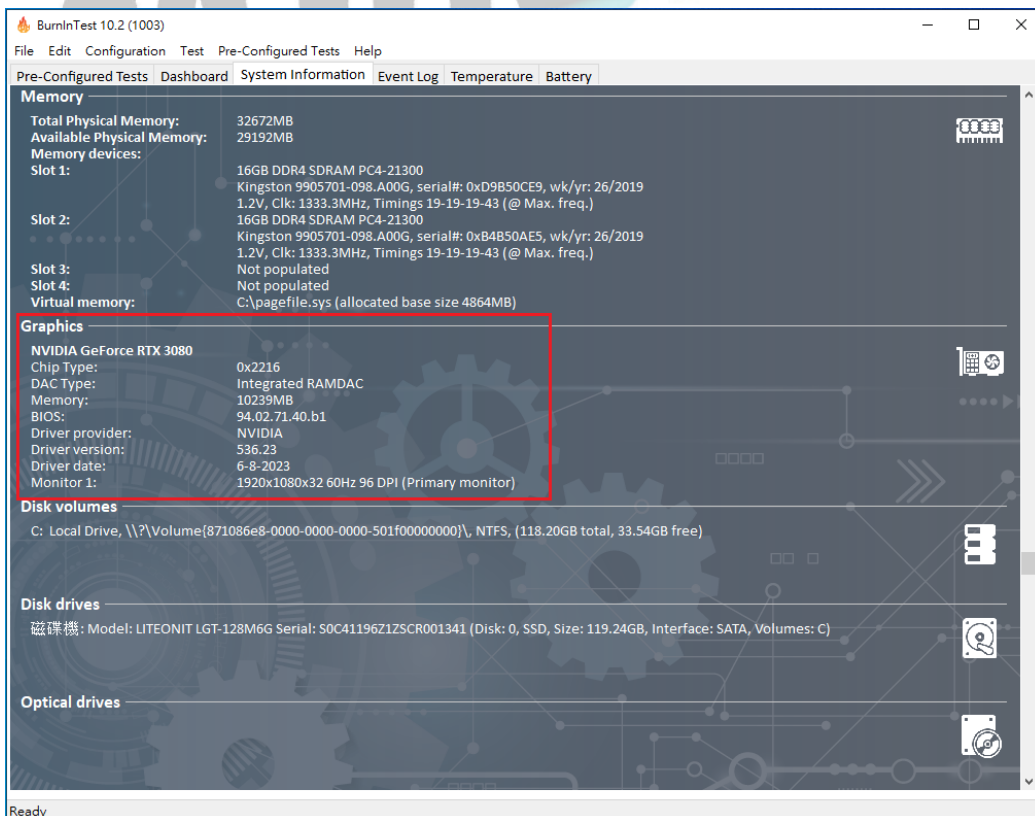 BurnInTest 10.2 (1003)
File Edit Configuration Test Pre-Configured Tests Help
Pre-Configured Tests Dashboard System Information Event Log Temperature Battery
Memory
Total Physical Memory: 32672MB
Available Physical Memory: 29192MB
Memory devices:
Slot 1: 16GB DDR4 SDRAM PC4-21300
Kingston 9905701-098.A00G, serial#: 0xD9B50CE9, wk/yr: 26/2019
1.2V, Clk: 1333.3MHz, Timings 19-19-19-43 (@ Max. freq.)
Slot 2: 16GB DDR4 SDRAM PC4-21300
Kingston 9905701-098.A00G, serial#: 0xB4B50AE5, wk/yr: 26/2019
1.2V, Clk: 1333.3MHz, Timings 19-19-19-43 (@ Max. freq.)
Slot 3: Not populated
Slot 4: Not populated
Virtual memory: C:\pagefile.sys (allocated base size 4864MB)
Graphics
NVIDIA GeForce RTX 3080
Chip Type: 0x2216
DAC Type: Integrated RAMDAC
Memory: 10239MB
BIOS: 94.02.71.40.b1
Driver provider: NVIDIA
Driver version: 536.23
Driver date: 6-8-2023
Monitor 1: 1920x1080x32 60Hz 96 DPI (Primary monitor)
Disk volumes
C: Local Drive, \\?\Volume{871086e8-0000-0000-0000-501f00000000}\, NTFS, (118.20GB total, 33.54GB free)
Disk drives
磁碟機: Model: LITEONIT LGT-128M6G Serial: S0C41196Z1ZSCR001341 (Disk: 0, SSD, Size: 119.24GB, Interface: SATA, Volumes: C)
Optical drives
Ready